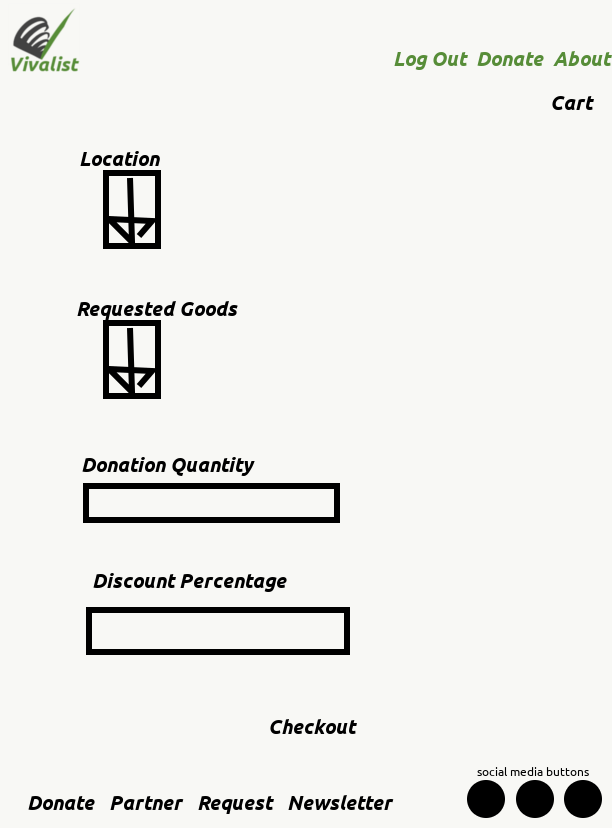 Vivalist
Log Out Donate About
Cart
Location
Requested Goods
Donation Quantity
Discount Percentage
Checkout
social media buttons
Donate Partner Request Newsletter